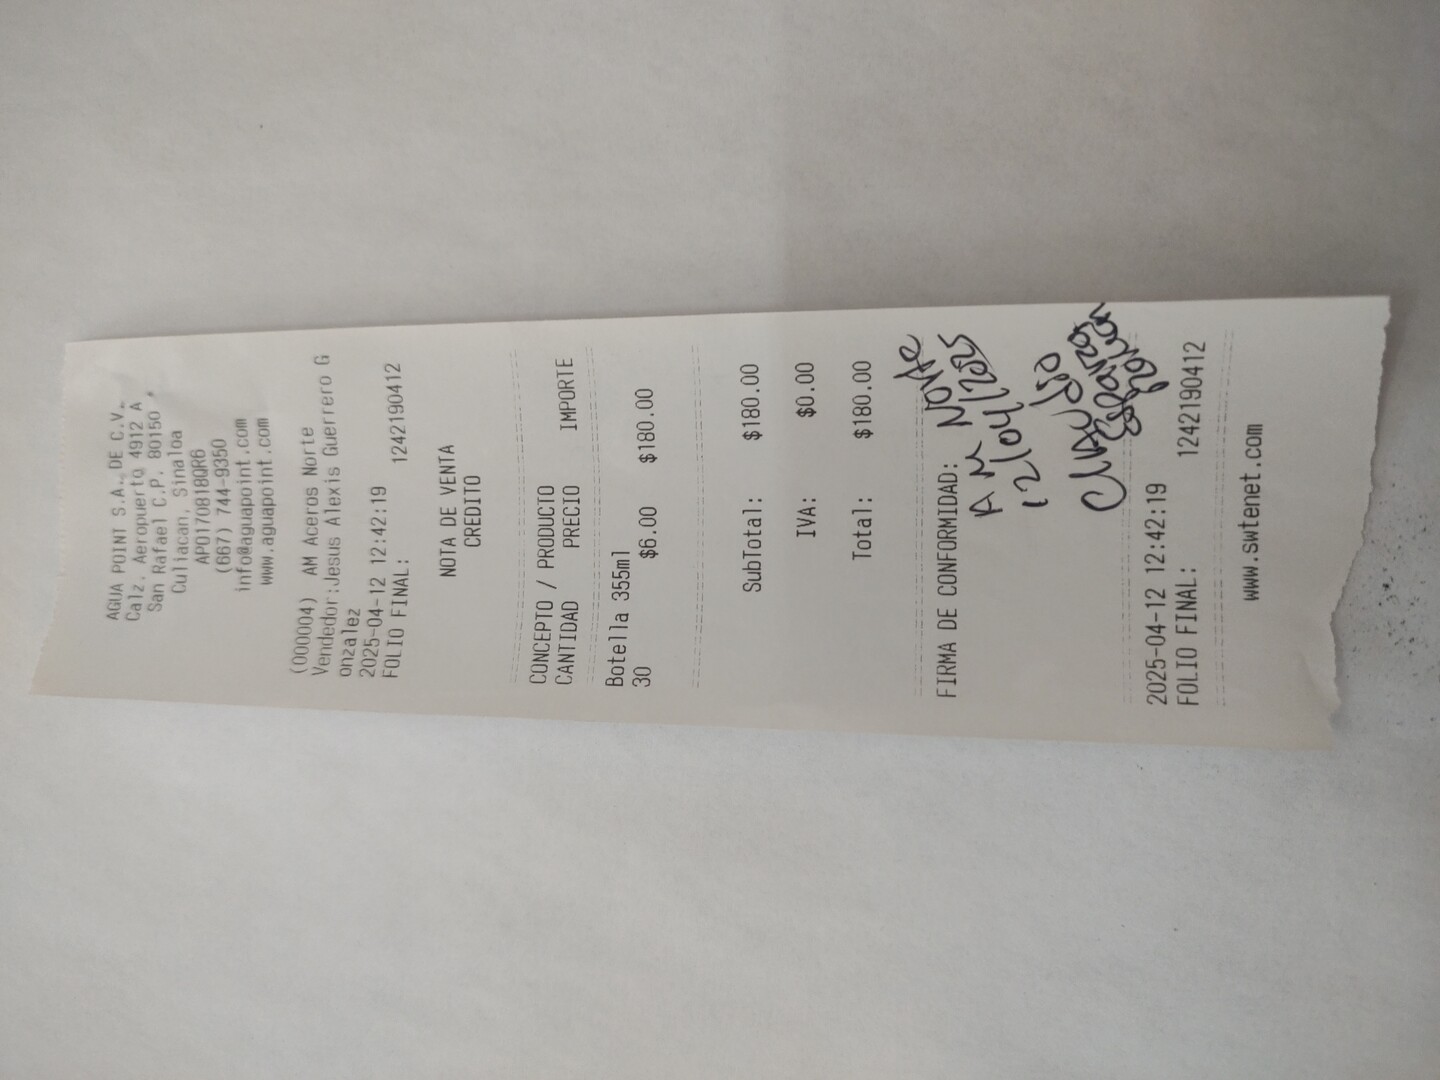 AGUA POINT S.A. DE C.V.
Calz. Aeropuerto 4912 A
San Rafael C.P. 80150
Culiacan, Sinaloa
APO170818QR6
(667) 744-9350
info@aguapoint.com
www.aguapoint.com
(000004) AM Aceros Norte
Vendedor:Jesus Alexis Guerrero G
onzalez
2025-04-12 12:42:19
FOLIO FINAL: 1242190412
NOTA DE VENTA
CREDITO
CONCEPTO / PRODUCTO
CANTIDAD PRECIO IMPORTE
Botella 355ml
30 $6.00 $180.00
SubTotal: $180.00
IVA: $0.00
Total: $180.00
FIRMA DE CONFORMIDAD:
AM Norte
12/04/2025
Claudio
2025-04-12 12:42:19
FOLIO FINAL: 1242190412
www.swtenet.com